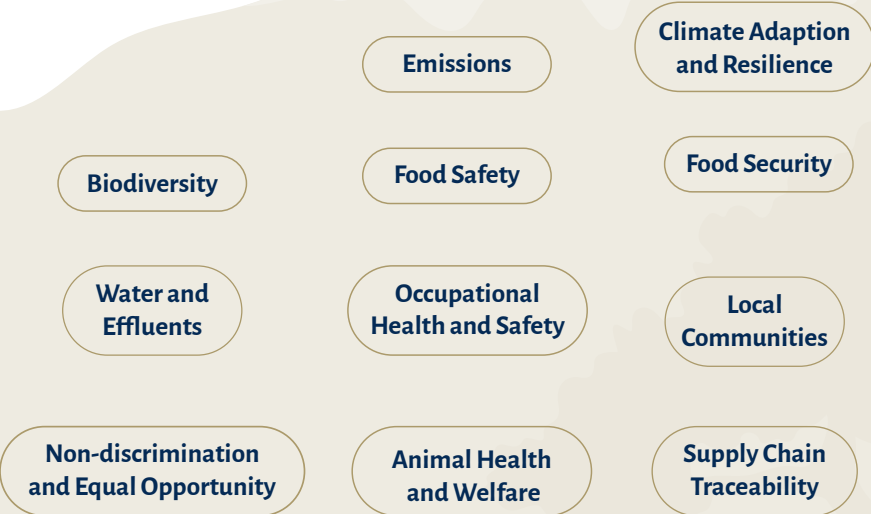 Emissions
Climate Adaption
and Resilience
Biodiversity
Food Safety
Food Security
Water and
Effluents
Occupational
Health and Safety
Local
Communities
Non-discrimination
and Equal Opportunity
Animal Health
and Welfare
Supply Chain
Traceability